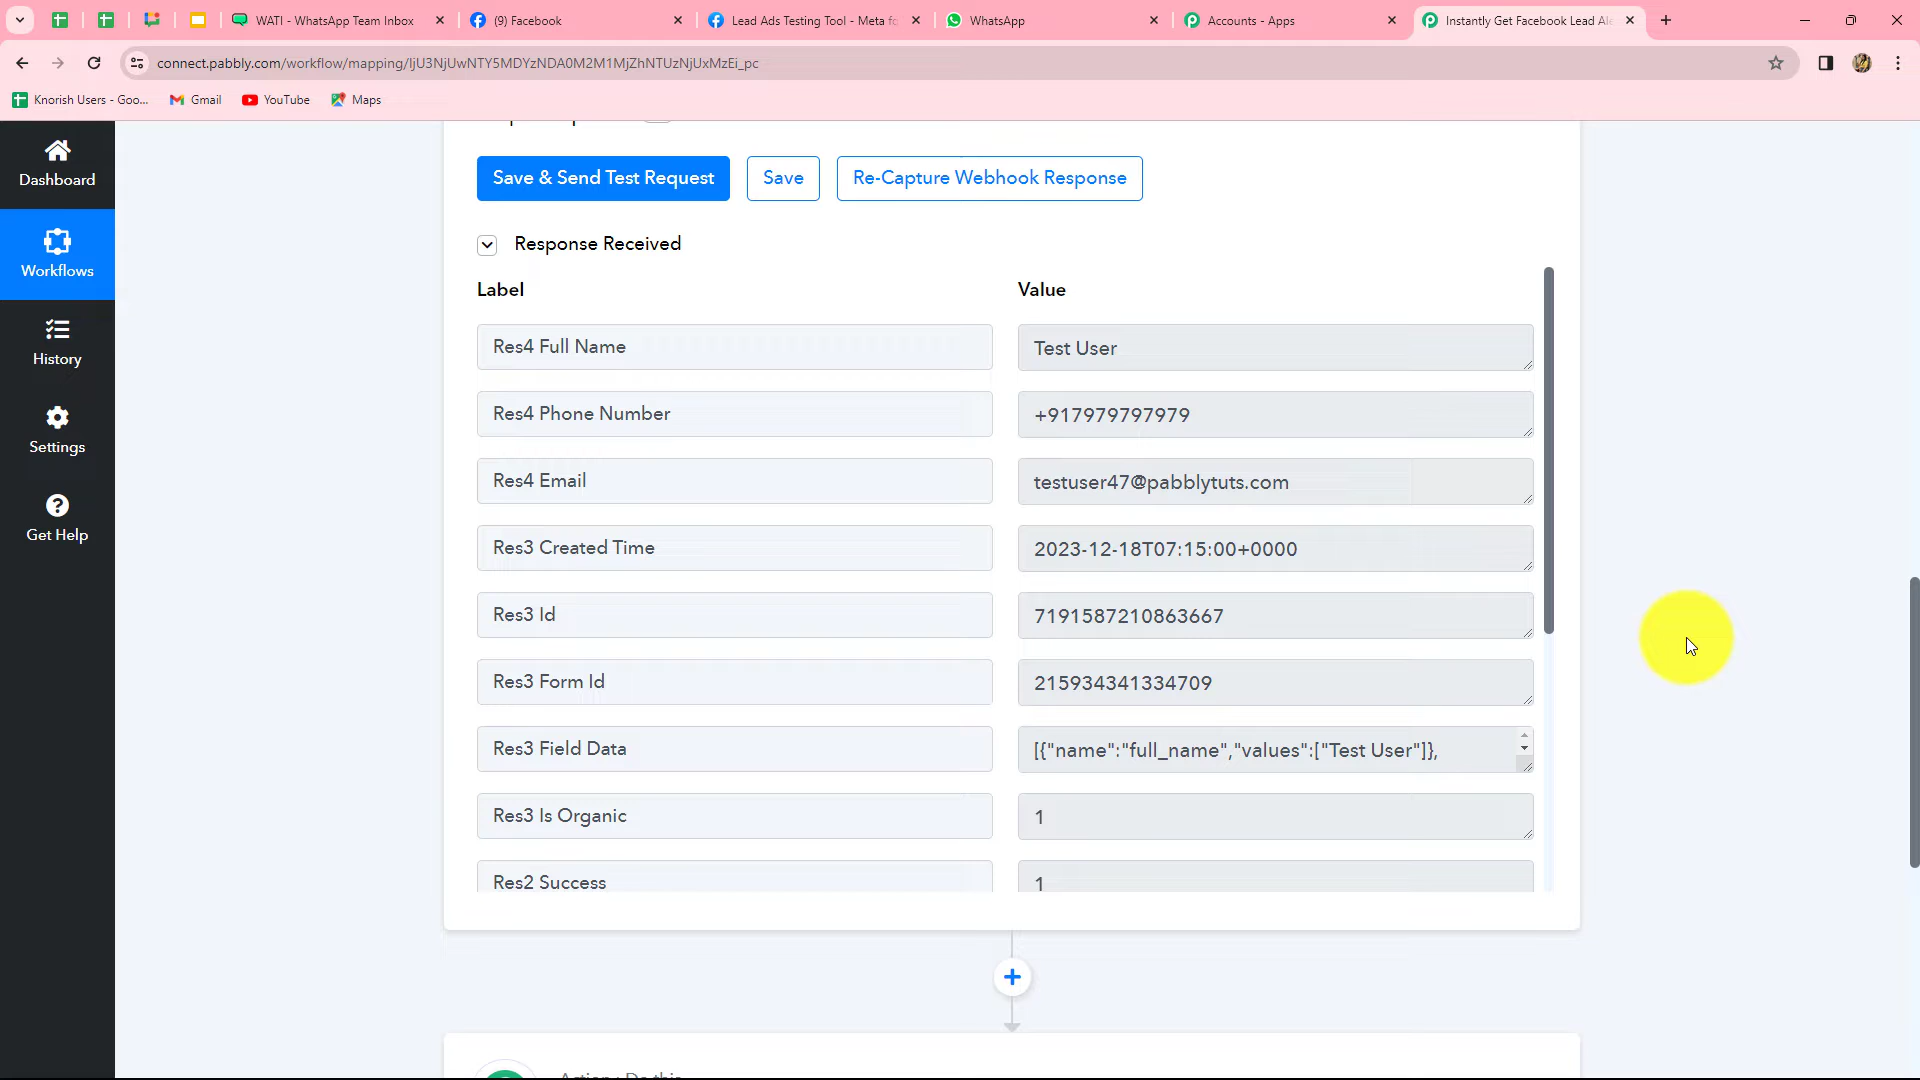 WATI - WhatsApp Team Inbox
(9) Facebook
Lead Ads Testing Tool - Meta fo
WhatsApp
Accounts - Apps
Instantly Get Facebook Lead Ale
connect.pabbly.com/workflow/mapping/IjU3NjUwNTY5MDYzNDA0M2M1MjZhNTUzNjUxMzEi_pc
Knorish Users - Goo...
Gmail
YouTube
Maps
Dashboard
Workflows
History
Settings
Get Help
Save & Send Test Request
Save
Re-Capture Webhook Response
Response Received
Label
Value
Res4 Full Name
Test User
Res4 Phone Number
+917979797979
Res4 Email
testuser47@pabblytuts.com
Res3 Created Time
2023-12-18T07:15:00+0000
Res3 Id
7191587210863667
Res3 Form Id
215934341334709
Res3 Field Data
[{"name":"full_name","values":["Test User"]},
Res3 Is Organic
1
Res2 Success
1